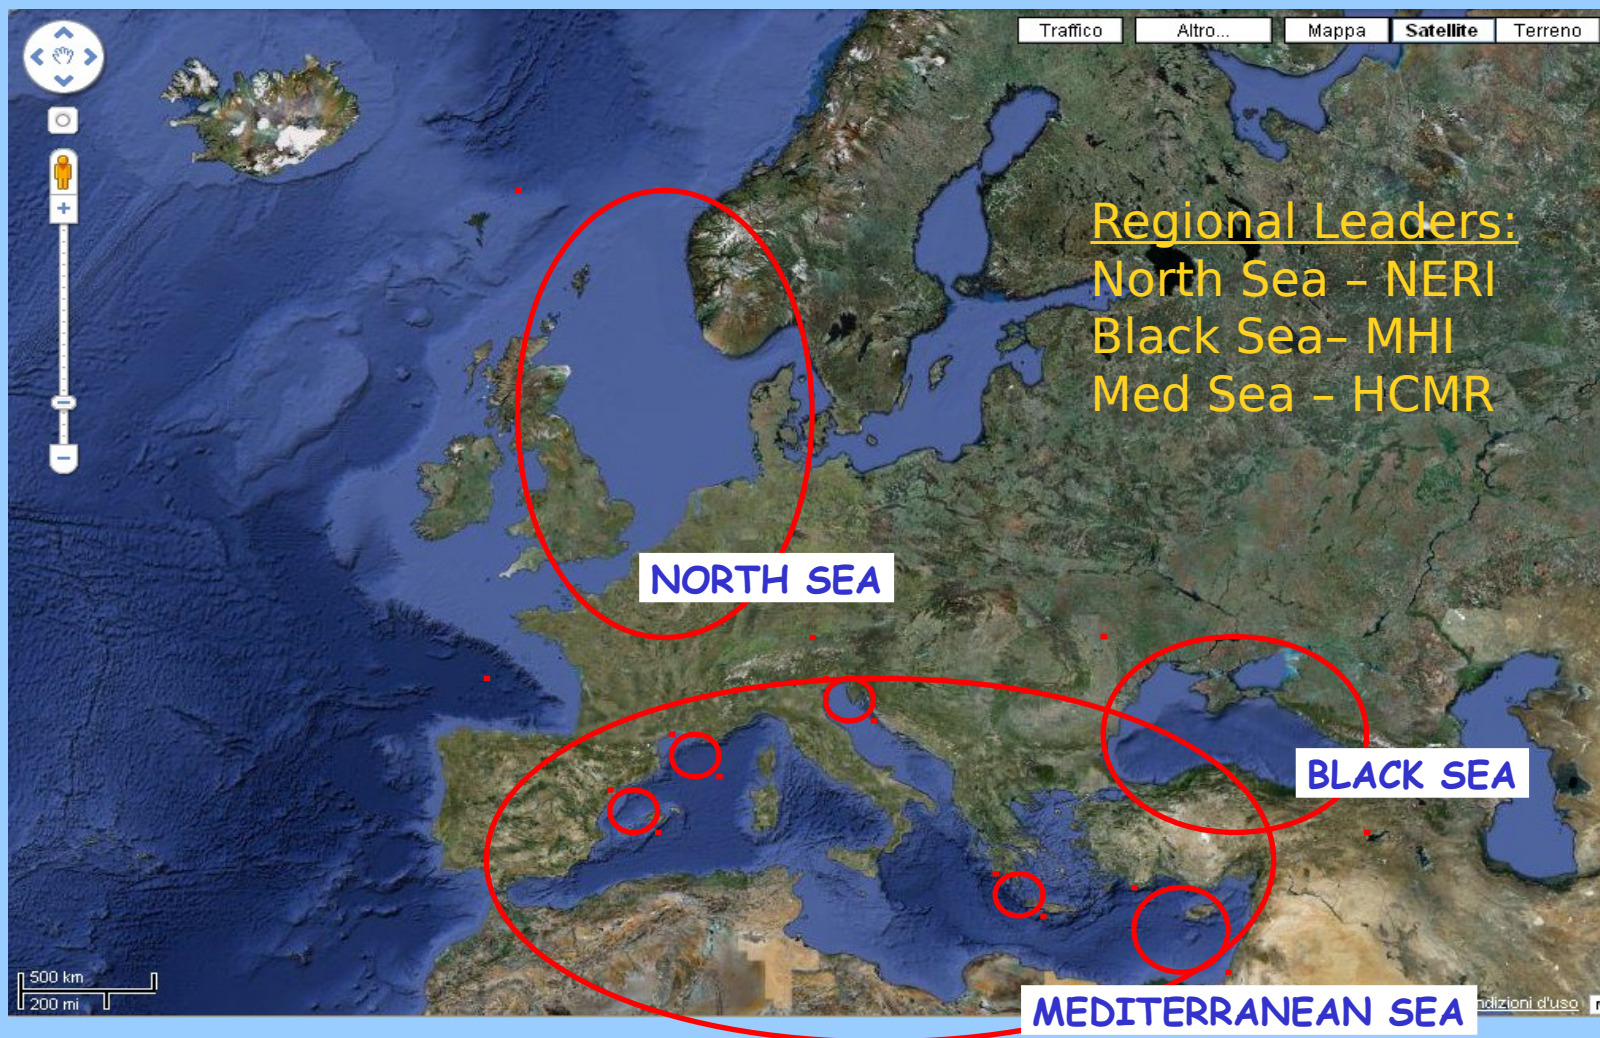 Traffico
Altro...
Mappa
Satellite
Terreno
Regional Leaders:
North Sea – NERI
Black Sea– MHI
Med Sea – HCMR
NORTH SEA
BLACK SEA
MEDITERRANEAN SEA
500 km
200 mi
d'uso